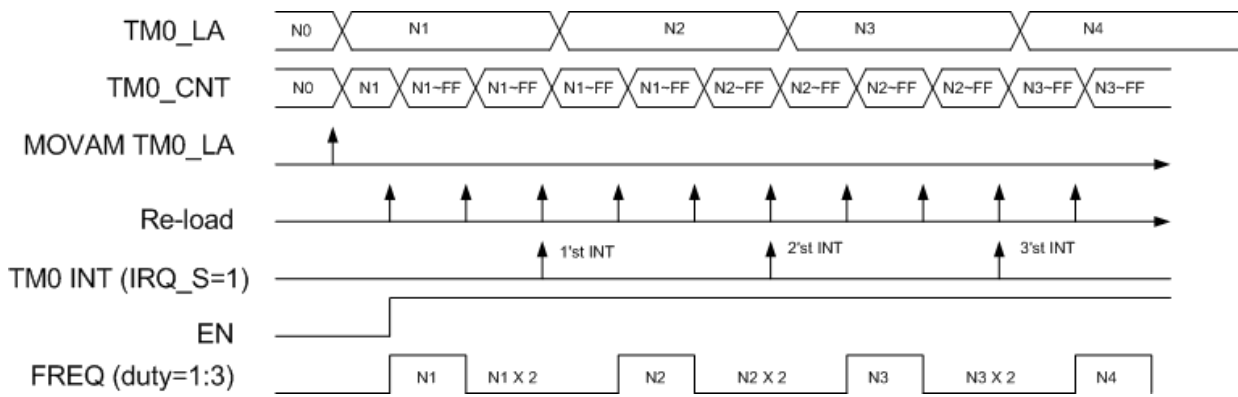 TM0_LA N0 N1 N2 N3 N4
TM0_CNT N0 N1 N1~FF N1~FF N1~FF N1~FF N2~FF N2~FF N2~FF N2~FF N3~FF N3~FF
MOVAM TM0_LA
Re-load
TM0 INT (IRQ_S=1) 1'st INT 2'st INT 3'st INT
EN
FREQ (duty=1:3) N1 N1 X 2 N2 N2 X 2 N3 N3 X 2 N4